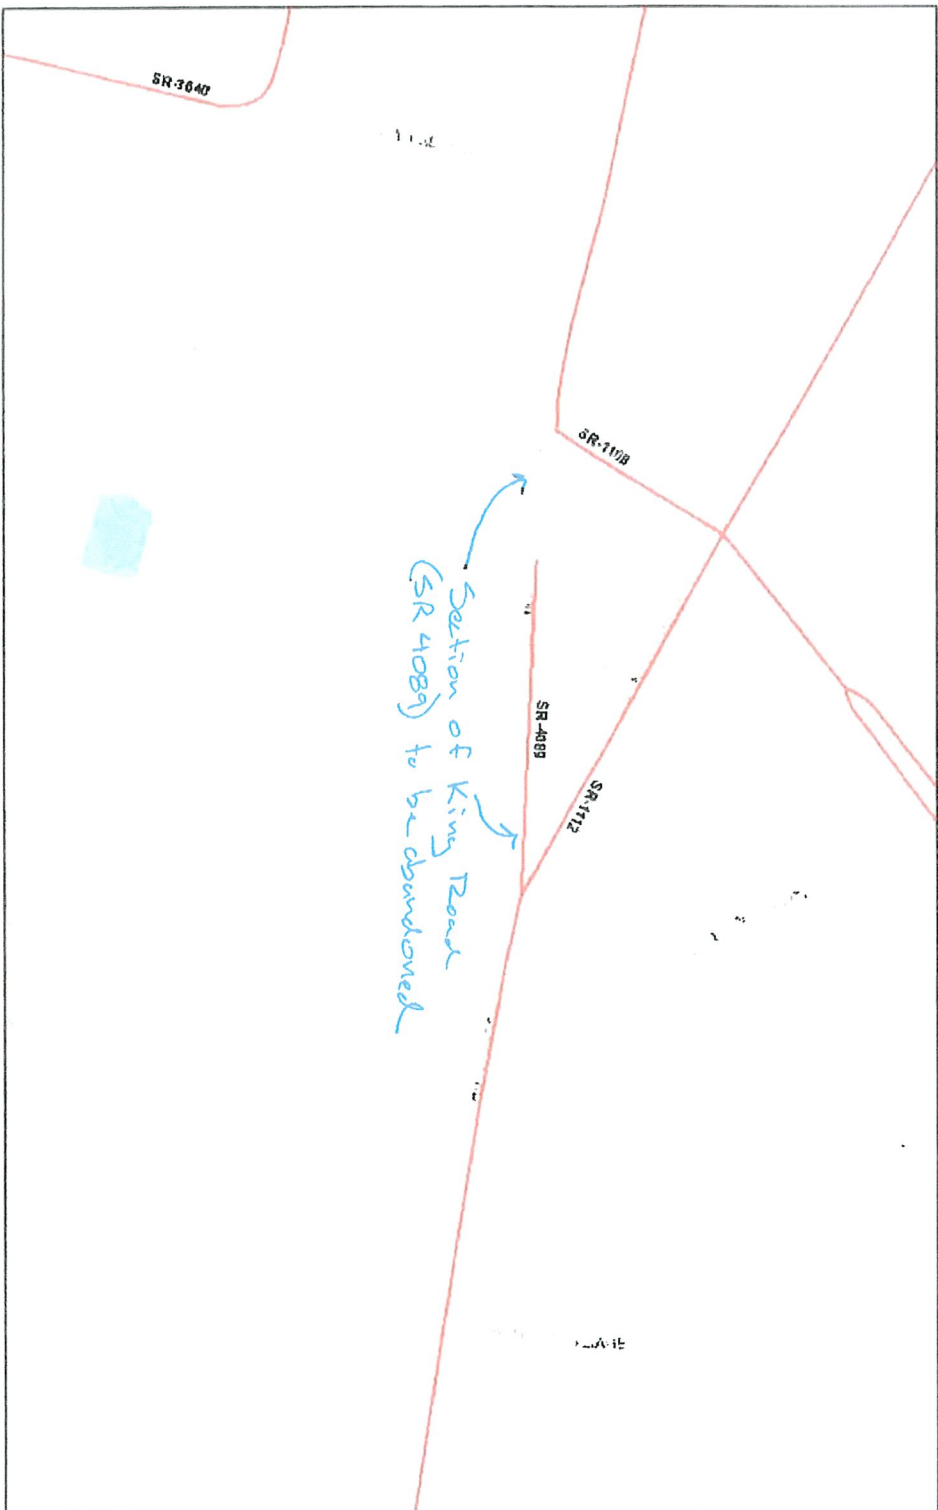 SR-3640
SR-1108
SR-4089
SR-1112
Section of King Road
(SR 4089) to be abandoned